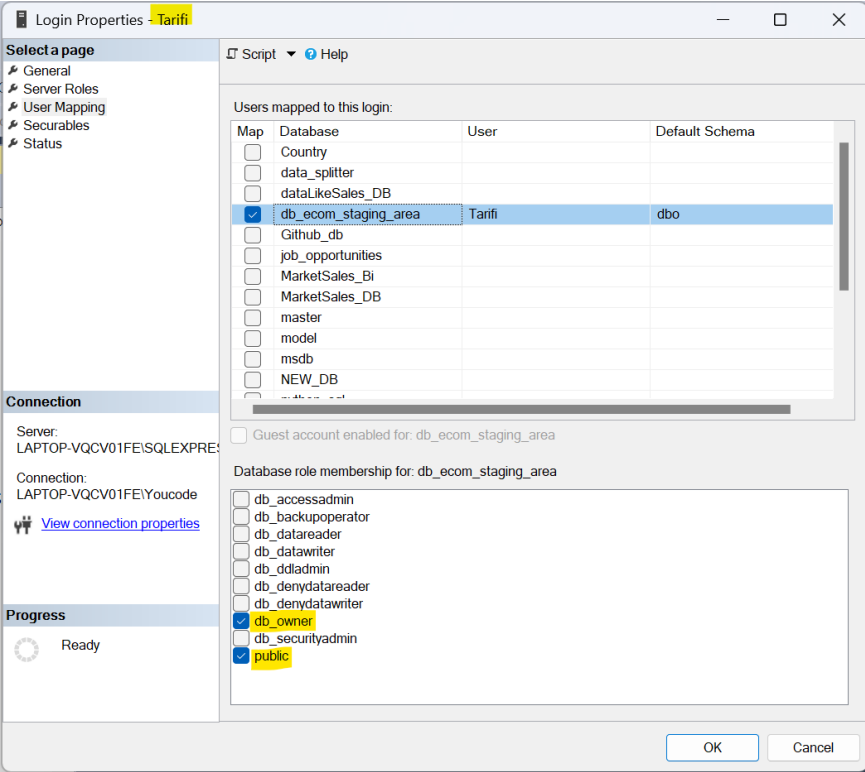 Login Properties - Tarifi
Select a page
General
Server Roles
User Mapping
Securables
Status
Connection
Server:
LAPTOP-VQCV01FE\SQLEXPRES
Connection:
LAPTOP-VQCV01FE\Youcode
View connection properties
Progress
Ready
Script Help
Users mapped to this login:
Map Database User Default Schema
Country
data_splitter
dataLikeSales_DB
db_ecom_staging_area Tarifi dbo
Github_db
job_opportunities
MarketSales_Bi
MarketSales_DB
master
model
msdb
NEW_DB
Guest account enabled for: db_ecom_staging_area
Database role membership for: db_ecom_staging_area
db_accessadmin
db_backupoperator
db_datareader
db_datawriter
db_ddladmin
db_denydatareader
db_denydatawriter
db_owner
db_securityadmin
public
OK Cancel